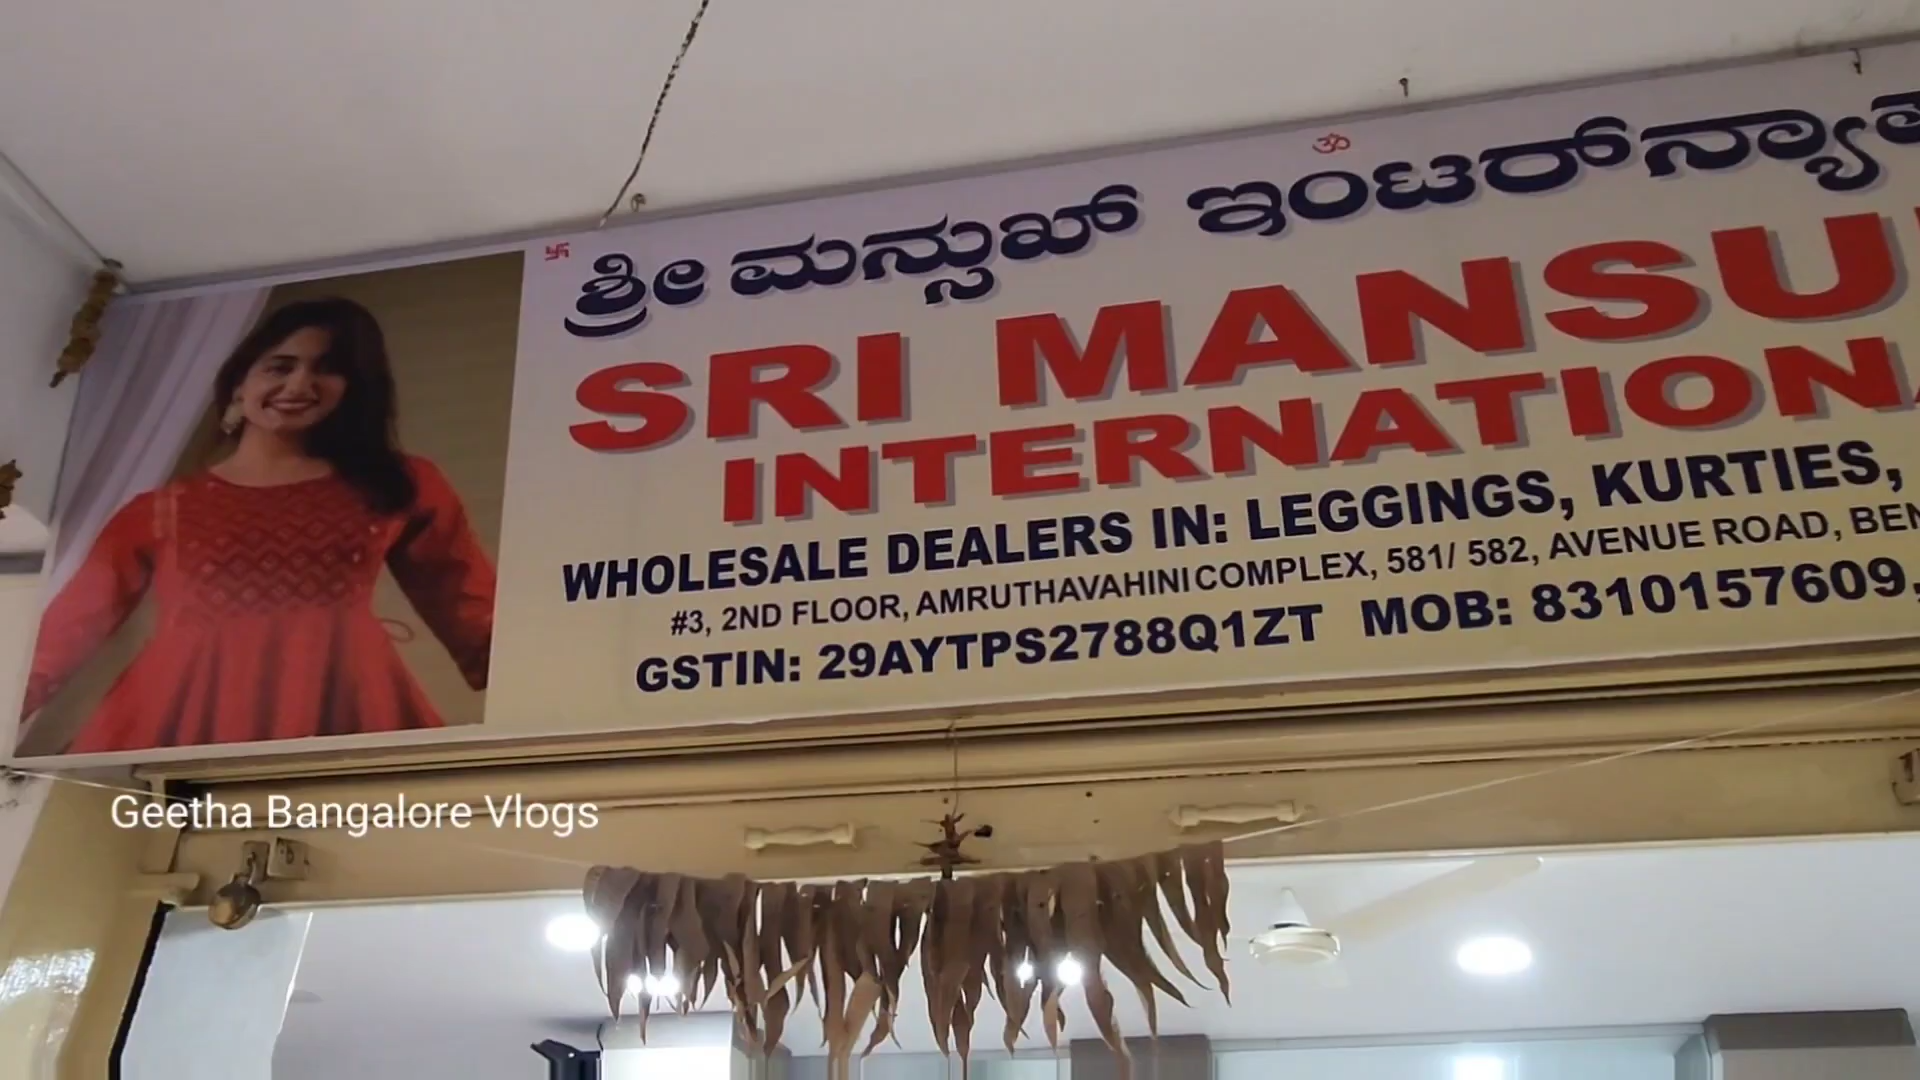 ಶ್ರೀ ಮನ್ಸುಖ್ ಇಂಟರ್‌ನ್ಯಾ
SRI MANSU
INTERNATION
WHOLESALE DEALERS IN: LEGGINGS, KURTIES,
#3, 2ND FLOOR, AMRUTHAVAHINI COMPLEX, 581/ 582, AVENUE ROAD, BEN
GSTIN: 29AYTPS2788Q1ZT MOB: 8310157609,
Geetha Bangalore Vlogs